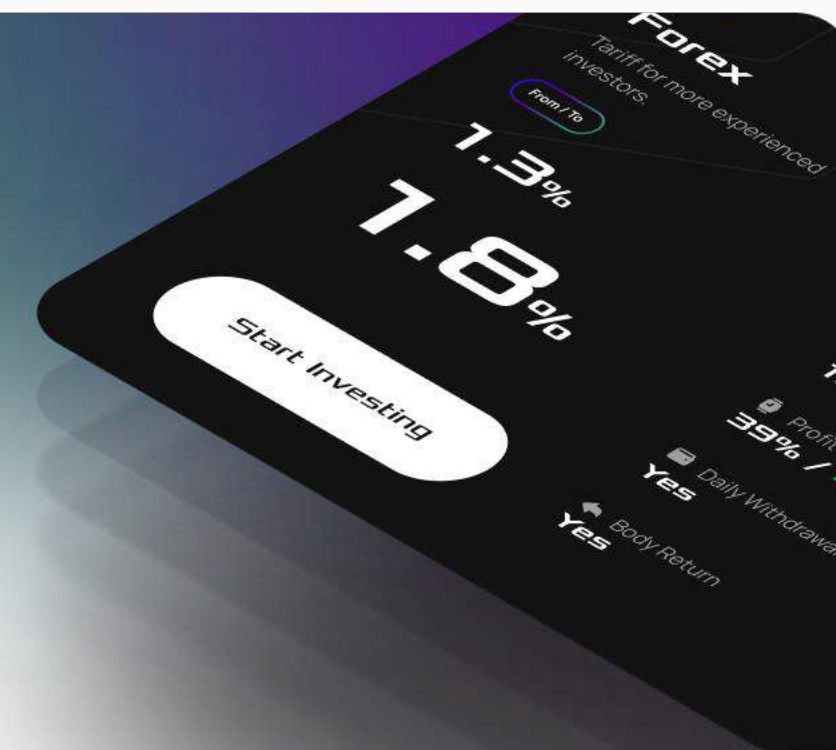 Forex
Tariff for more experienced
investors.
From / To
1.3%
1.8%
Start Investing
Profit
39% /
Daily Withdrawal
Yes
Body Return
Yes